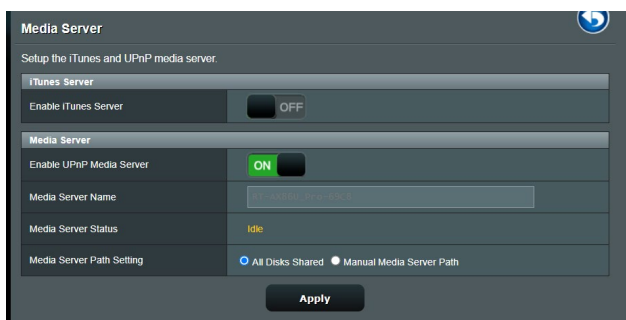 Media Server
Setup the iTunes and UPnP media server.
iTunes Server
Enable iTunes Server OFF
Media Server
Enable UPnP Media Server ON
Media Server Name
Media Server Status Idle
Media Server Path Setting All Disks Shared Manual Media Server Path
Apply